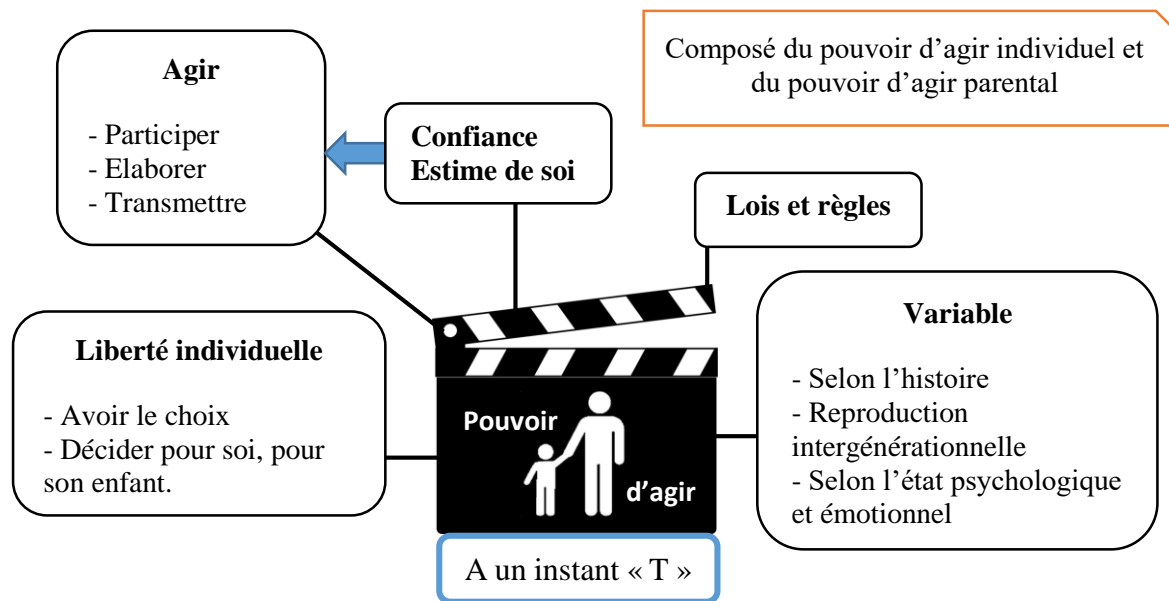 Agir
- Participer
- Elaborer
- Transmettre
Confiance
Estime de soi
Composé du pouvoir d’agir individuel et
du pouvoir d’agir parental
Lois et règles
Liberté individuelle
- Avoir le choix
- Décider pour soi, pour
son enfant.
Pouvoir
d’agir
Variable
- Selon l’histoire
- Reproduction
intergénérationnelle
- Selon l’état psychologique
et émotionnel
A un instant « T »